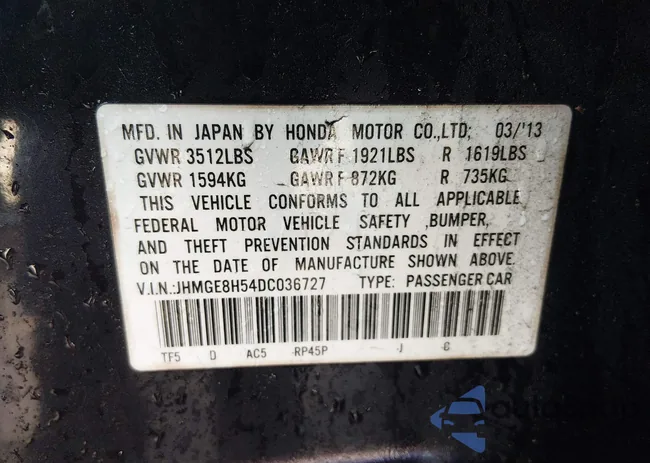 MFD. IN JAPAN BY HONDA MOTOR CO.,LTD; 03/'13
GVWR 3512LBS GAWR F 1921LBS R 1619LBS
GVWR 1594KG GAWR F 872KG R 735KG
THIS VEHICLE CONFORMS TO ALL APPLICABLE
FEDERAL MOTOR VEHICLE SAFETY ,BUMPER,
AND THEFT PREVENTION STANDARDS IN EFFECT
ON THE DATE OF MANUFACTURE SHOWN ABOVE.
V.I.N.:JHMGE8H54DC036727 TYPE: PASSENGER CAR
TF5 D AC5 RP45P J C